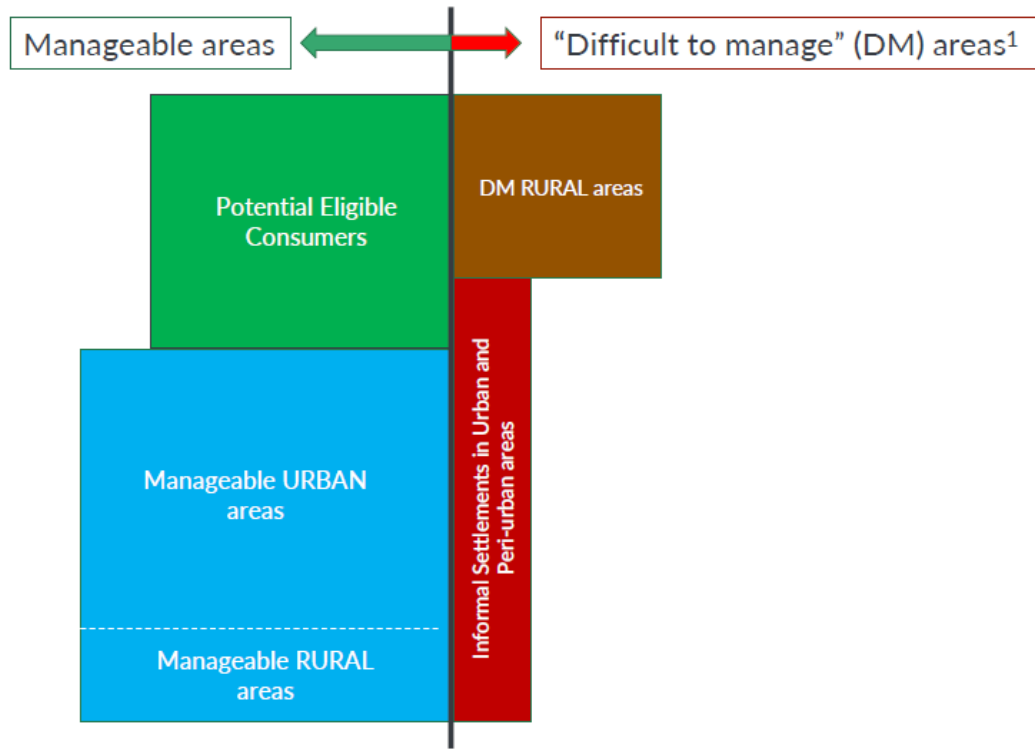 Manageable areas
“Difficult to manage” (DM) areas¹
Potential Eligible
Consumers
DM RURAL areas
Manageable URBAN
areas
Informal Settlements in Urban and
Peri-urban areas
Manageable RURAL
areas